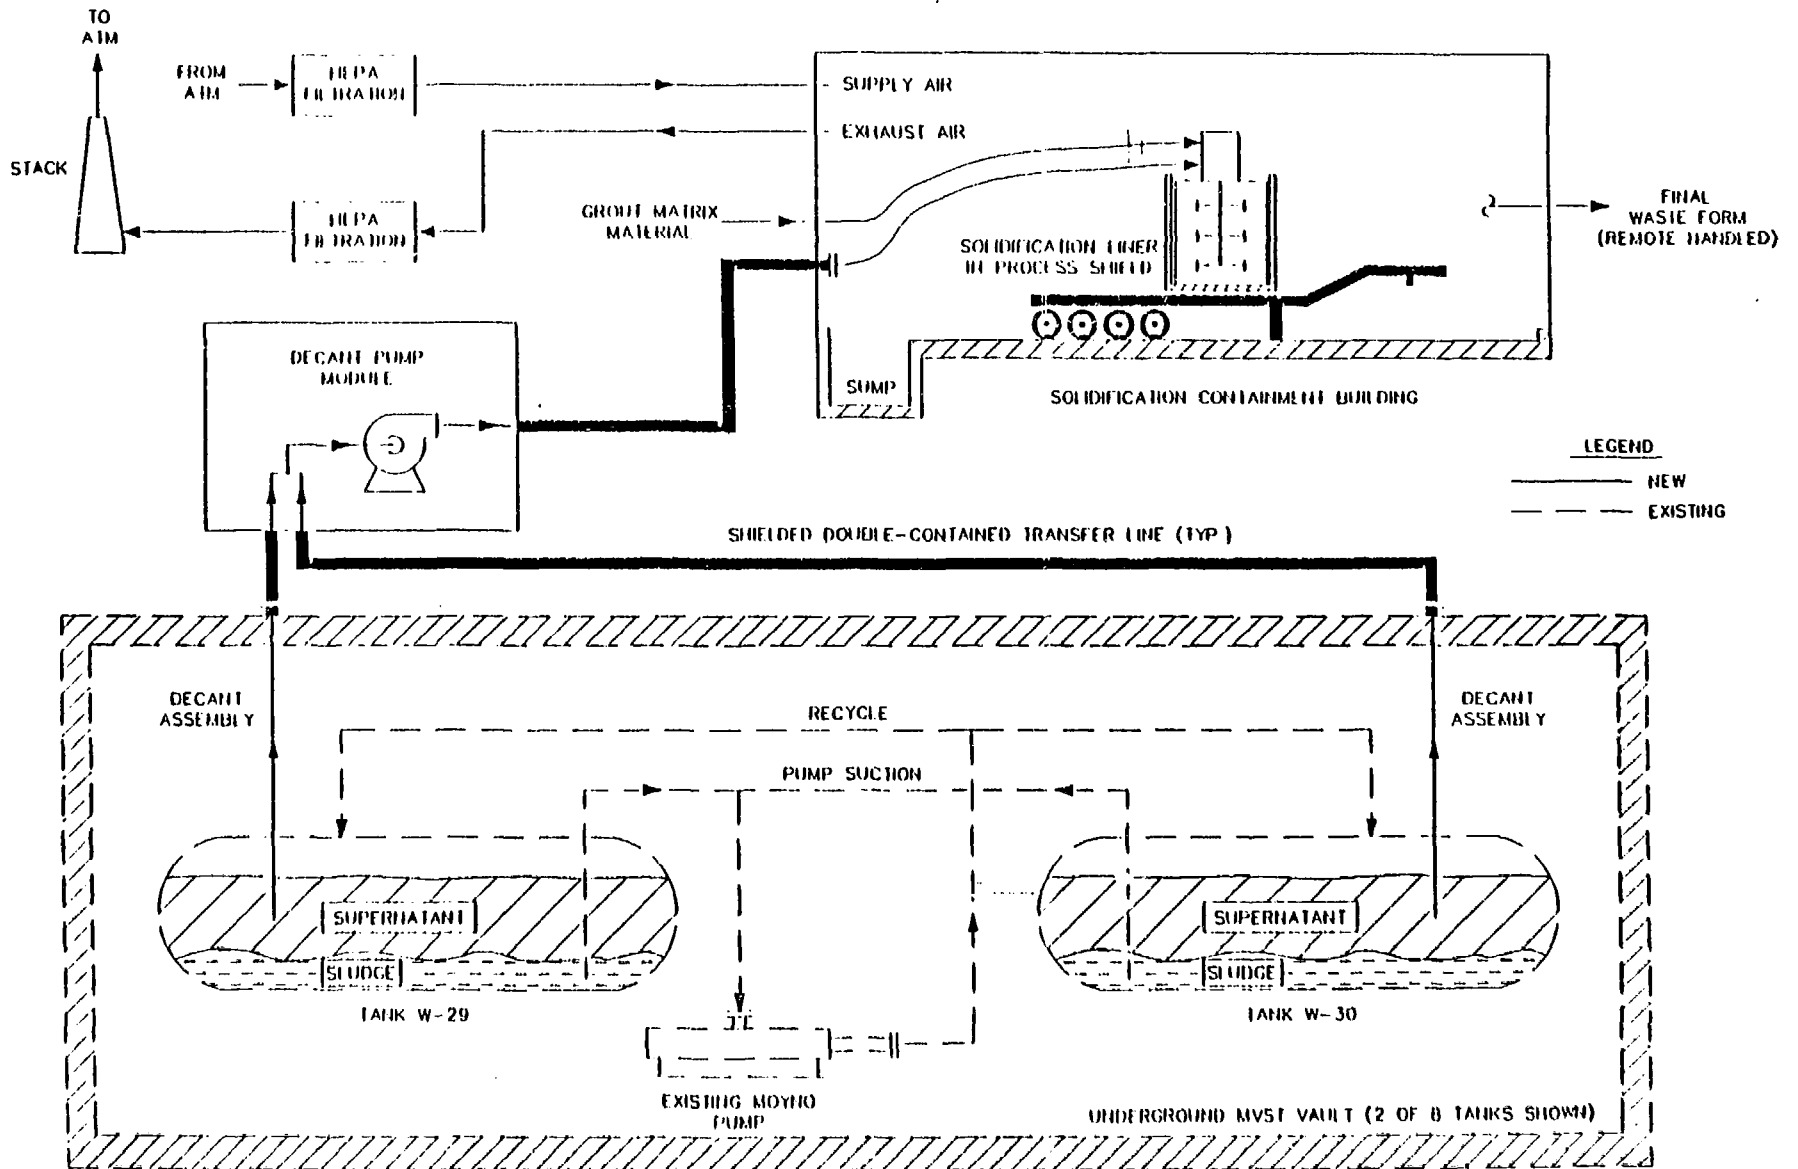 TO
ATM
FROM
ATM
HEPA
FILTRATION
SUPPLY AIR
EXHAUST AIR
STACK
HEPA
FILTRATION
GROUT MATRIX
MATERIAL
SOLIDIFICATION LINER
IN PROCESS SHIELD
FINAL
WASTE FORM
(REMOTE HANDLED)
DECANT PUMP
MODULE
SUMP
SOLIDIFICATION CONTAINMENT BUILDING
LEGEND
NEW
EXISTING
SHIELDED DOUBLE-CONTAINED TRANSFER LINE (TYP)
DECANT
ASSEMBLY
RECYCLE
DECANT
ASSEMBLY
PUMP SUCTION
SUPERNATANT
SUPERNATANT
SLUDGE
SLUDGE
TANK W-29
TANK W-30
EXISTING MOYNO
PUMP
UNDERGROUND MVST VAULT (2 OF 8 TANKS SHOWN)